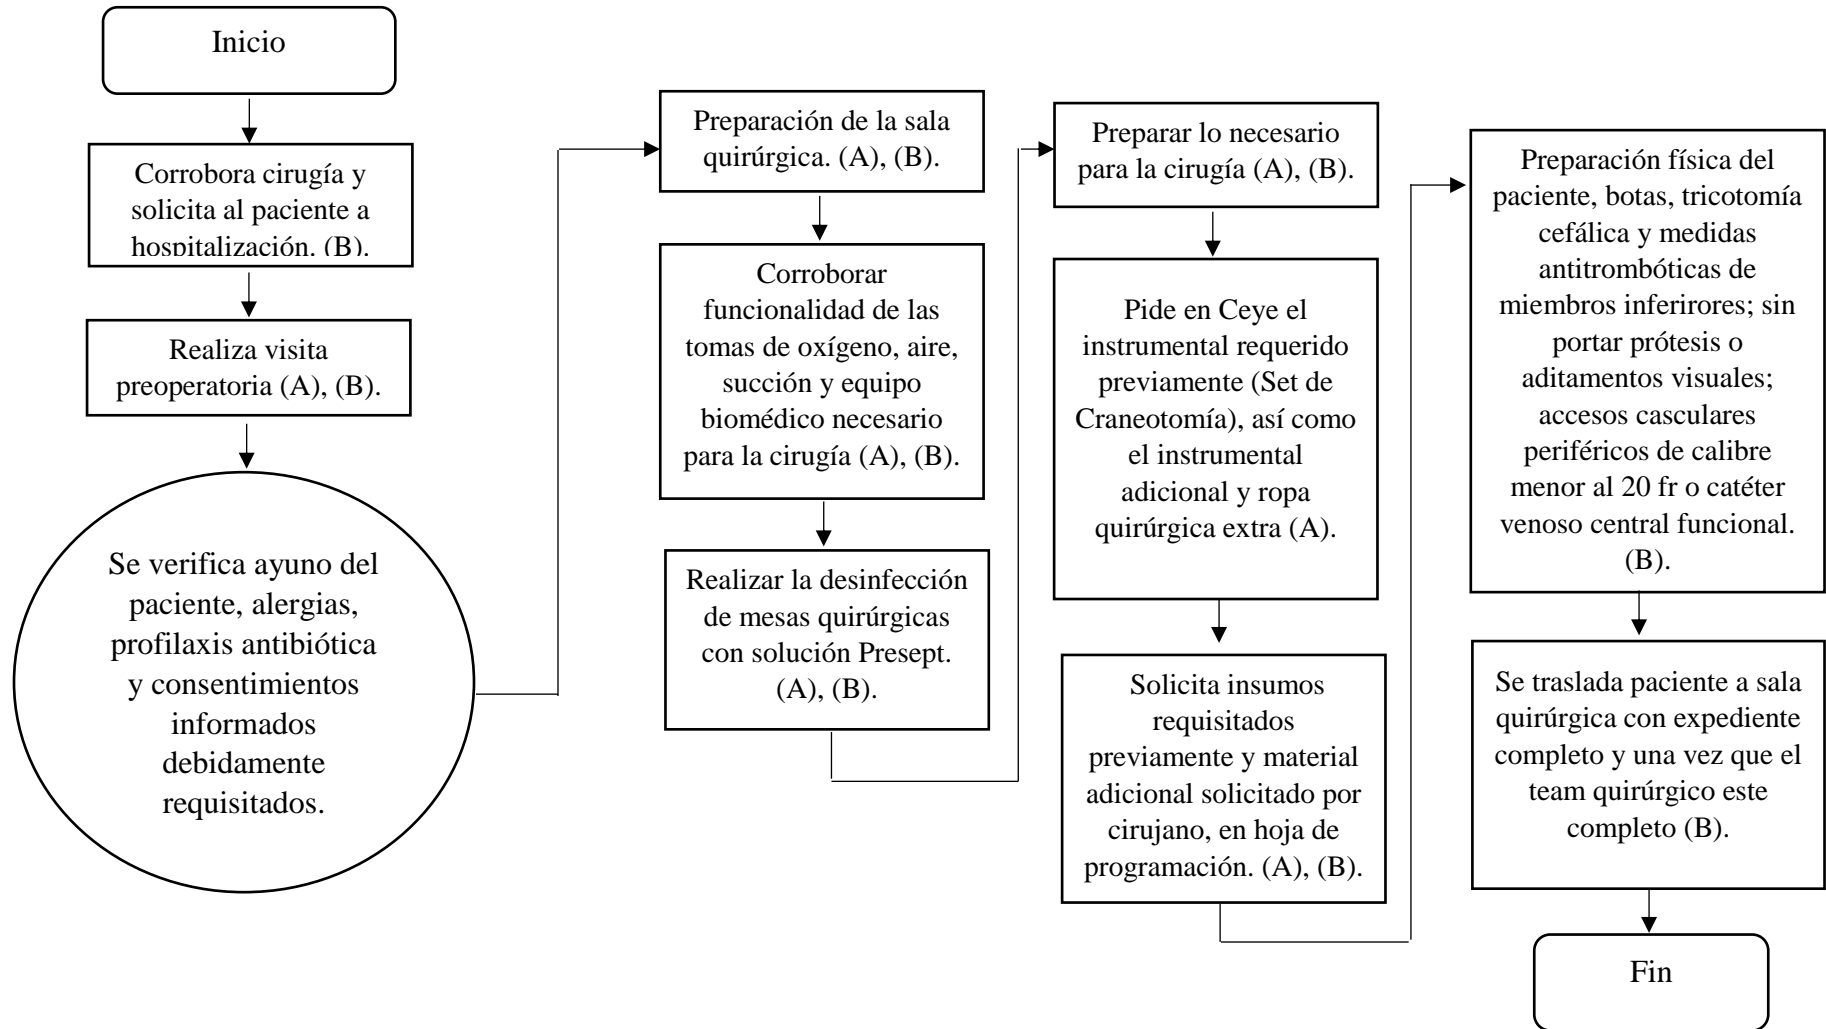 Inicio
Corrobora cirugía y
solicita al paciente a
hospitalización. (B).
Realiza visita
preoperatoria (A), (B).
Se verifica ayuno del
paciente, alergias,
profilaxis antibiótica
y consentimientos
informados
debidamente
requisitados.
Preparación de la sala
quirúrgica. (A), (B).
Corroborar
funcionalidad de las
tomas de oxígeno, aire,
succión y equipo
biomédico necesario
para la cirugía (A), (B).
Realizar la desinfección
de mesas quirúrgicas
con solución Presept.
(A), (B).
Preparar lo necesario
para la cirugía (A), (B).
Pide en Ceye el
instrumental requerido
previamente (Set de
Craneotomía), así como
el instrumental
adicional y ropa
quirúrgica extra (A).
Solicita insumos
requisitados
previamente y material
adicional solicitado por
cirujano, en hoja de
programación. (A), (B).
Preparación física del
paciente, botas, tricotomía
cefálica y medidas
antitrombóticas de
miembros inferirores; sin
portar prótesis o
aditamentos visuales;
accesos casculares
periféricos de calibre
menor al 20 fr o catéter
venoso central funcional.
(B).
Se traslada paciente a sala
quirúrgica con expediente
completo y una vez que el
team quirúrgico este
completo (B).
Fin